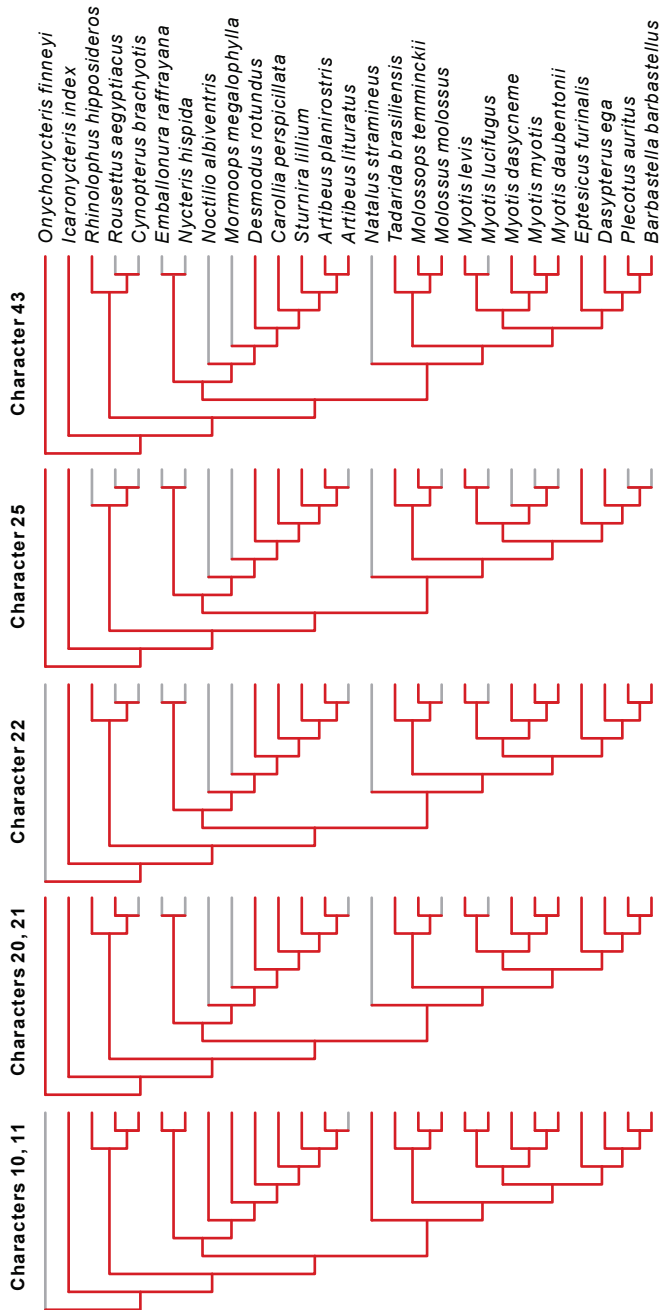 Onychonycteris finneyi
Icaronycteris index
Rhinolophus hipposideros
Rousettus aegyptiacus
Cynopterus brachyotis
Emballonura raffrayana
Nycteris hispida
Noctilio albiventris
Mormoops megalophylla
Desmodus rotundus
Carollia perspicillata
Sturnira lillium
Artibeus planirostris
Artibeus lituratus
Natalus stramineus
Tadarida brasiliensis
Molossops temminckii
Molossus molossus
Myotis levis
Myotis lucifugus
Myotis dasycneme
Myotis myotis
Myotis daubentonii
Eptesicus furinalis
Dasypterus ega
Plecotus auritus
Barbastella barbastellus
Character 43
Character 25
Character 22
Characters 20, 21
Characters 10, 11